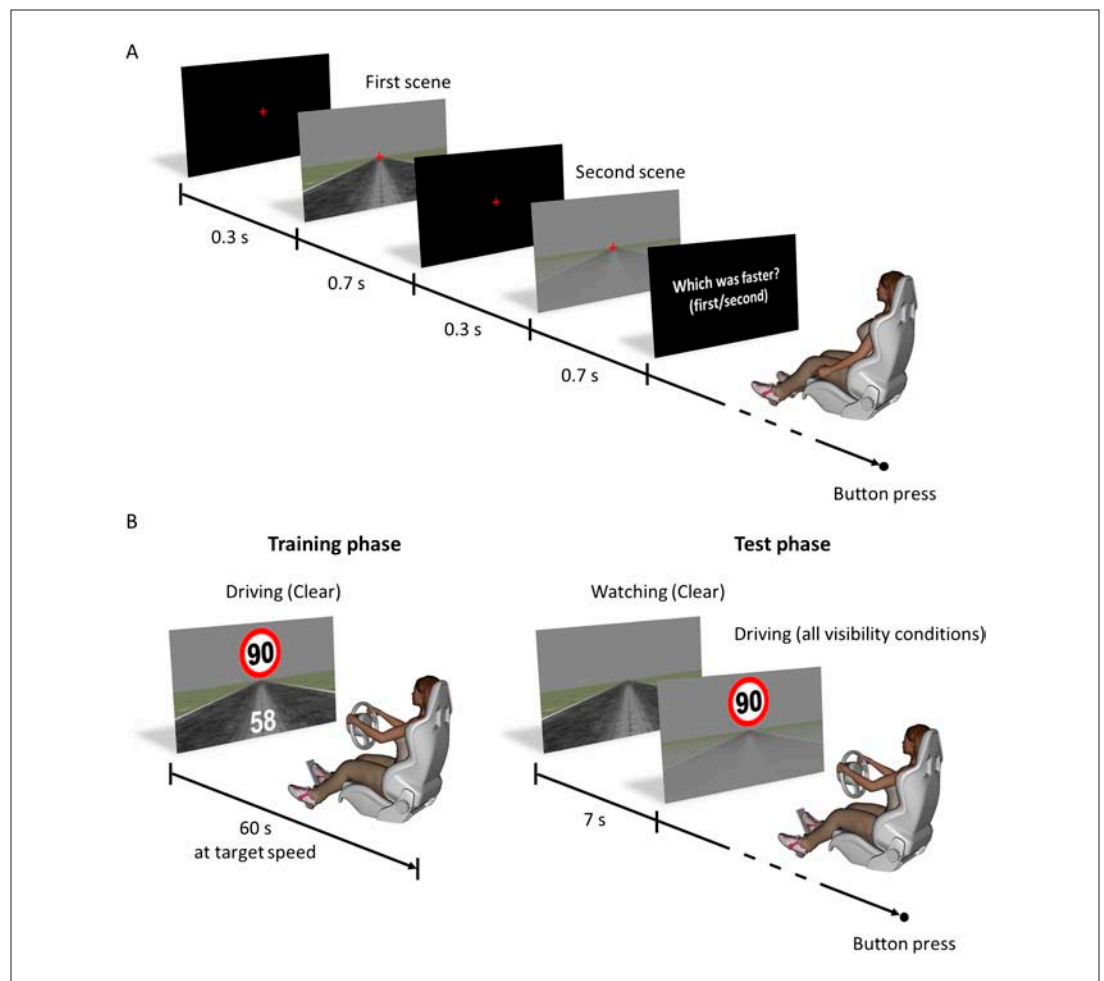 A
First scene
Second scene
0.3 s
0.7 s
0.3 s
0.7 s
Which was faster?
(first/second)
Button press
B
Training phase
Driving (Clear)
90
58
60 s
at target speed
Test phase
Watching (Clear)
Driving (all visibility conditions)
90
7 s
Button press